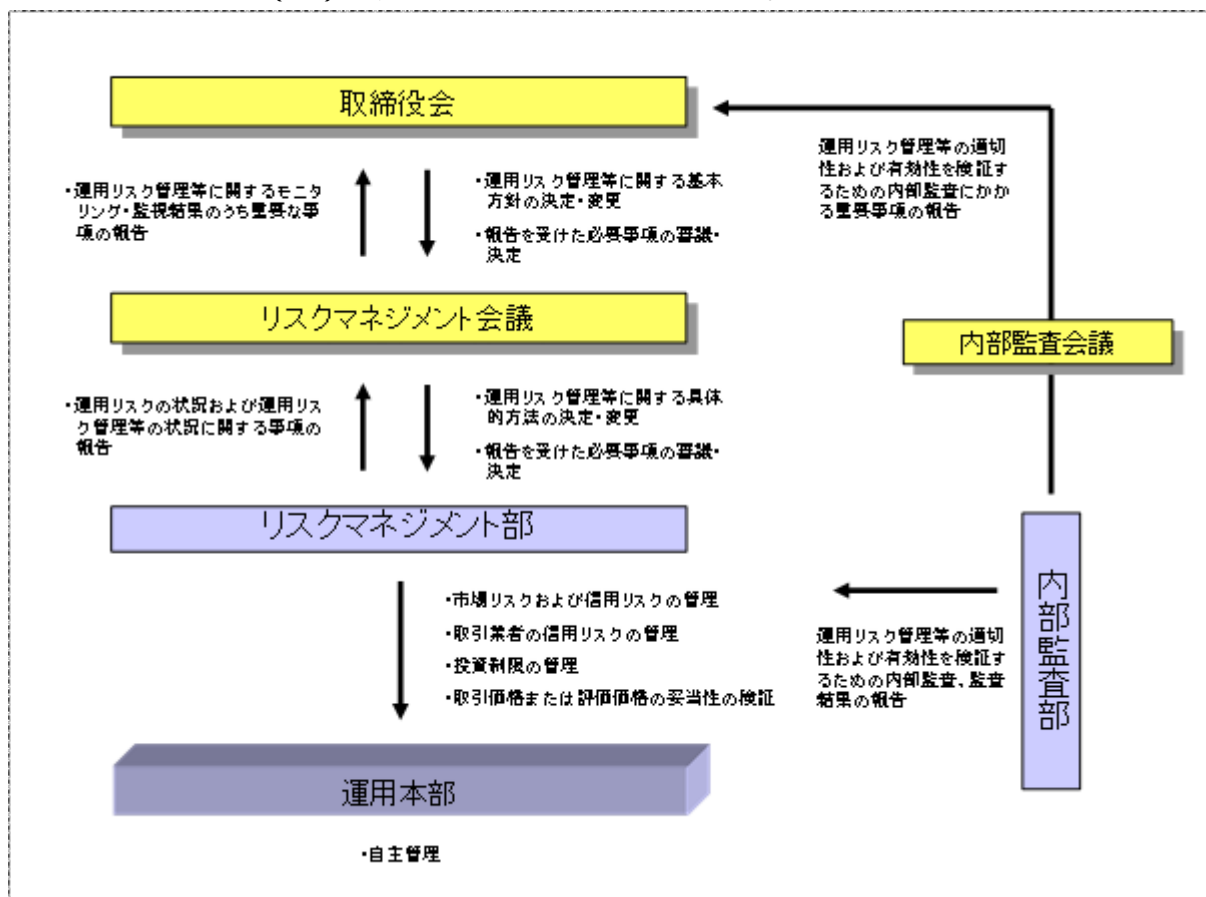 取締役会
・運用リスク管理等に関するモニタ
リング・監視結果のうち重要な事
項の報告
・運用リスク管理等に関する基本
方針の決定・変更
・報告を受けた必要事項の審議・
決定
運用リスク管理等の適切
性および有効性を検証す
るための内部監査にかか
る重要事項の報告
リスクマネジメント会議
内部監査会議
・運用リスクの状況および運用リス
ク管理等の状況に関する事項の
報告
・運用リスク管理等に関する具体
的方法の決定・変更
・報告を受けた必要事項の審議・
決定
リスクマネジメント部
内部監査部
・市場リスクおよび信用リスクの管理
・取引業者の信用リスクの管理
・投資制限の管理
・取引価格または評価価格の妥当性の検証
運用リスク管理等の適切
性および有効性を検証す
るための内部監査、監査
結果の報告
運用本部
・自主管理